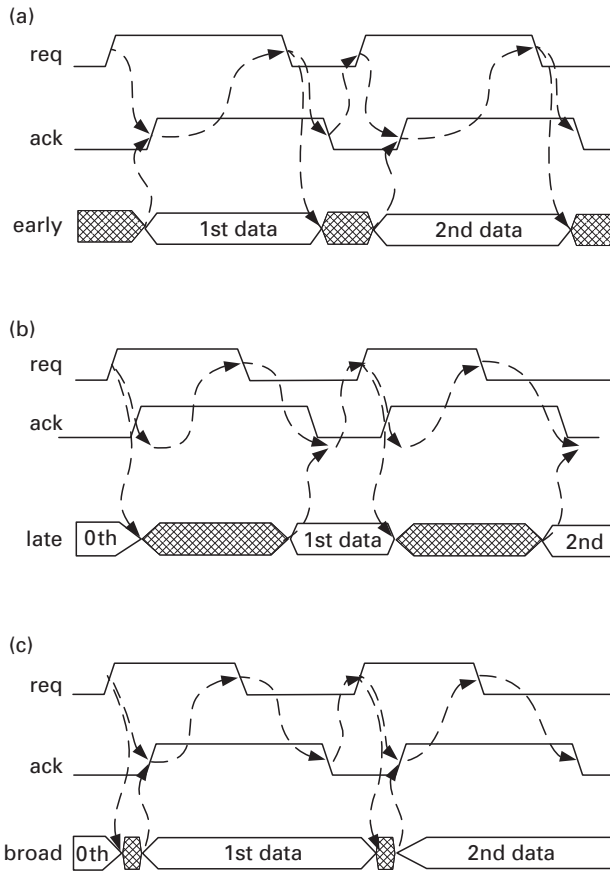 (a)
req
ack
early 1st data 2nd data
(b)
req
ack
late 0th 1st data 2nd
(c)
req
ack
broad 0th 1st data 2nd data